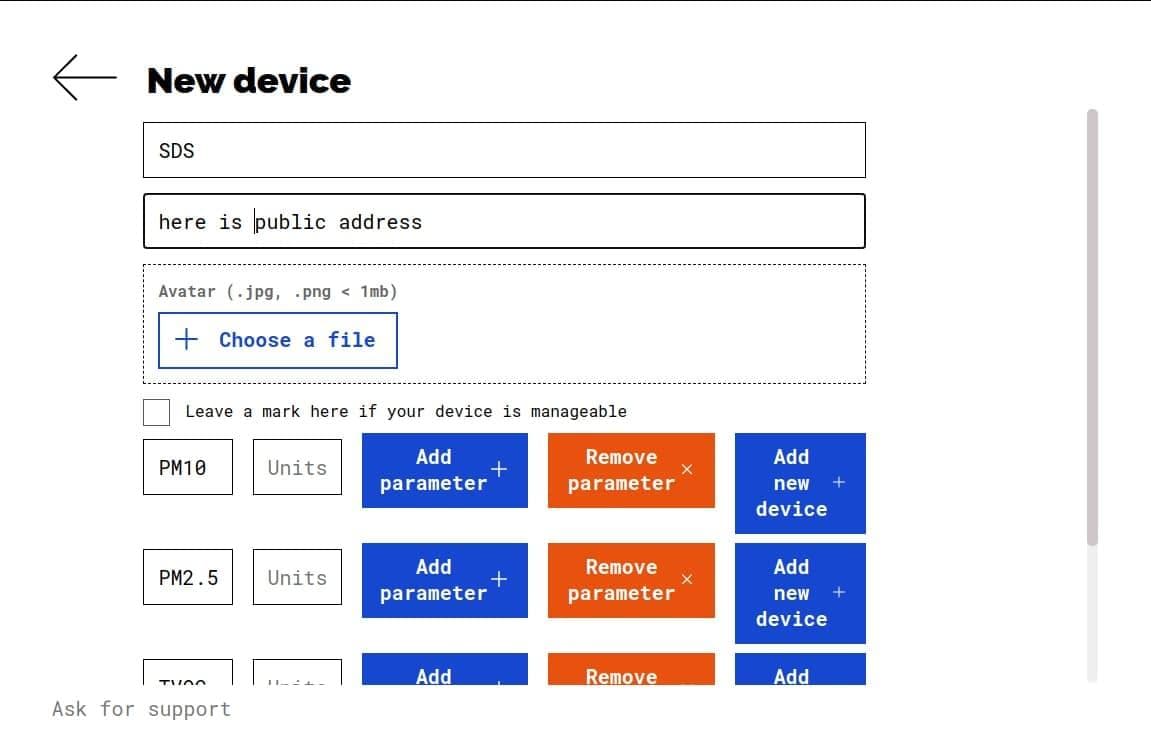 New device
SDS
here is public address
Avatar (.jpg, .png < 1mb)
+ Choose a file
Leave a mark here if your device is manageable
PM10
Units
Add
parameter +
Remove
parameter ×
Add
new +
device
PM2.5
Units
Add
parameter +
Remove
parameter ×
Add
new +
device
Units
Add
Remove
Add
Ask for support